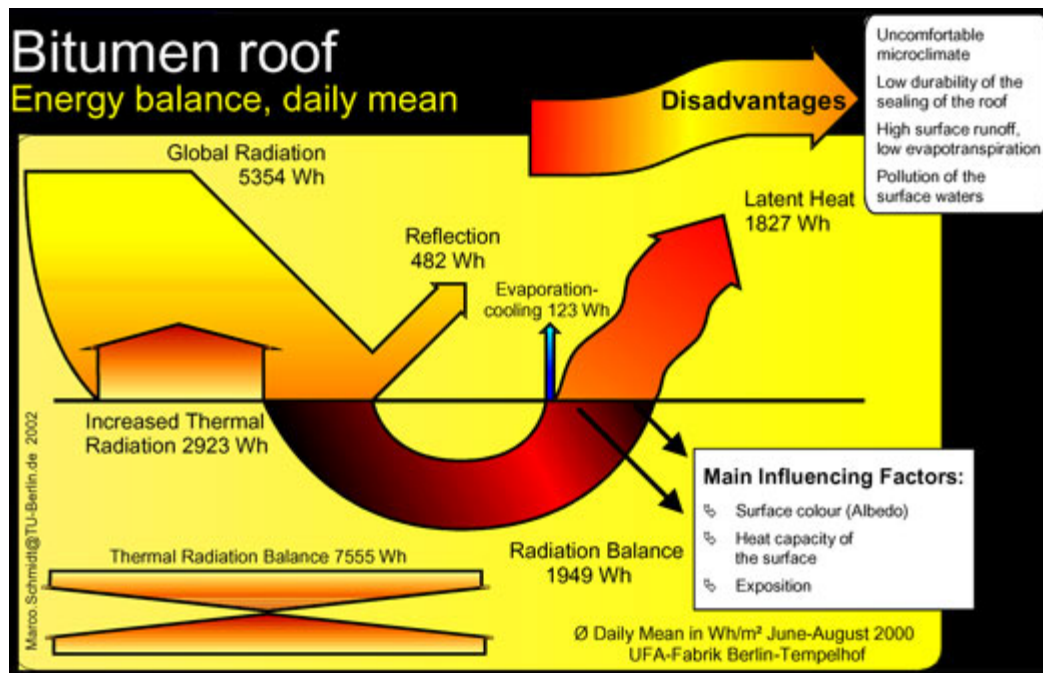 Bitumen roof
Energy balance, daily mean
Disadvantages
Uncomfortable
microclimate
Low durability of the
sealing of the roof
High surface runoff,
low evapotranspiration
Pollution of the
surface waters
Global Radiation
5354 Wh
Reflection
482 Wh
Evaporation-
cooling 123 Wh
Latent Heat
1827 Wh
Increased Thermal
Radiation 2923 Wh
Radiation Balance
1949 Wh
Main Influencing Factors:
Surface colour (Albedo)
Heat capacity of
the surface
Exposition
Thermal Radiation Balance 7555 Wh
Ø Daily Mean in Wh/m² June-August 2000
UFA-Fabrik Berlin-Tempelhof
Marco.Schmidt@TU-Berlin.de 2002